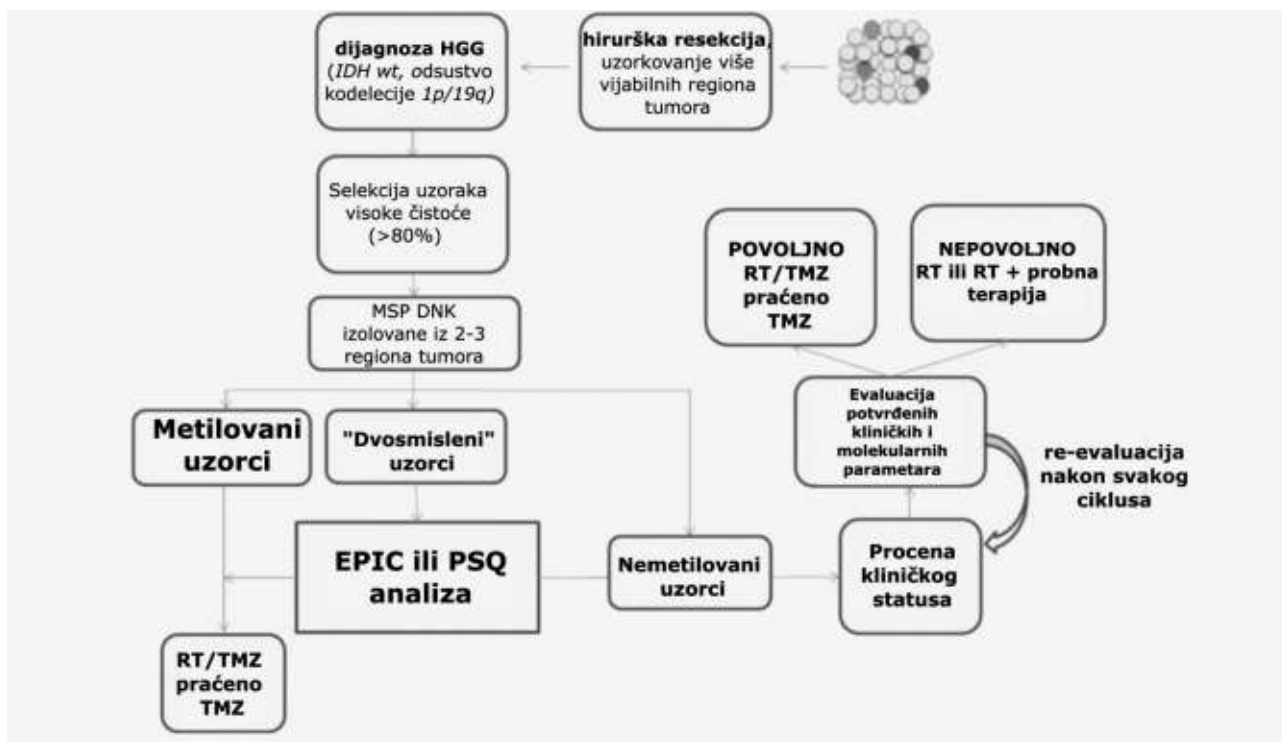 hirurška resekcija,
uzorkovanje više
vijabilnih regiona
tumora
dijagnoza HGG
(IDH wt, odsustvo
kodelecije 1p/19q)
Selekcija uzoraka
visoke čistoće
(>80%)
MSP DNK
izolovane iz 2-3
regiona tumora
Metilovani
uzorci
"Dvosmisleni"
uzorci
EPIC ili PSQ
analiza
Nemetilovani
uzorci
RT/TMZ
praćeno
TMZ
Procena
kliničkog
statusa
Evaluacija
potvrđenih
kliničkih i
molekularnih
parametara
re-evaluacija
nakon svakog
ciklusa
POVOLJNO
RT/TMZ
praćeno
TMZ
NEPOVOLJNO
RT ili RT + probna
terapija